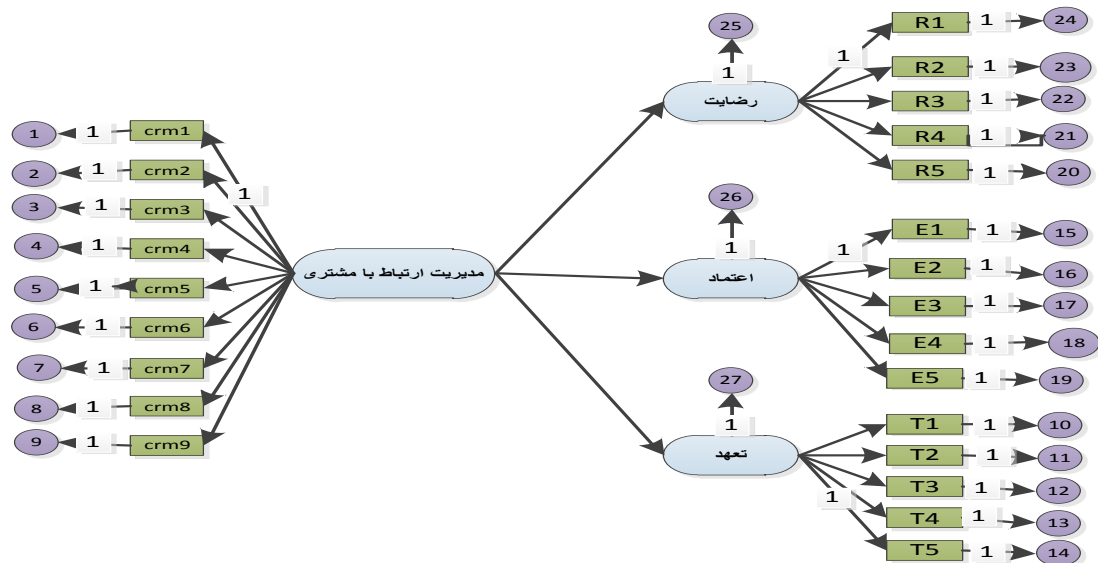 25
1
رضایت
R1 1 24
1
R2 1 23
R3 1 22
R4 1 21
R5 1 20
1 1 crm1
2 1 crm2
1
3 1 crm3
4 1 crm4
5 1 crm5
6 1 crm6
7 1 crm7
8 1 crm8
9 1 crm9
مدیریت ارتباط با مشتری
26
1
اعتماد
1
E1 1 15
E2 1 16
E3 1 17
E4 1 18
E5 1 19
27
1
تعهد
T1 1 10
T2 1 11
T3 1 12
1
T4 1 13
T5 1 14